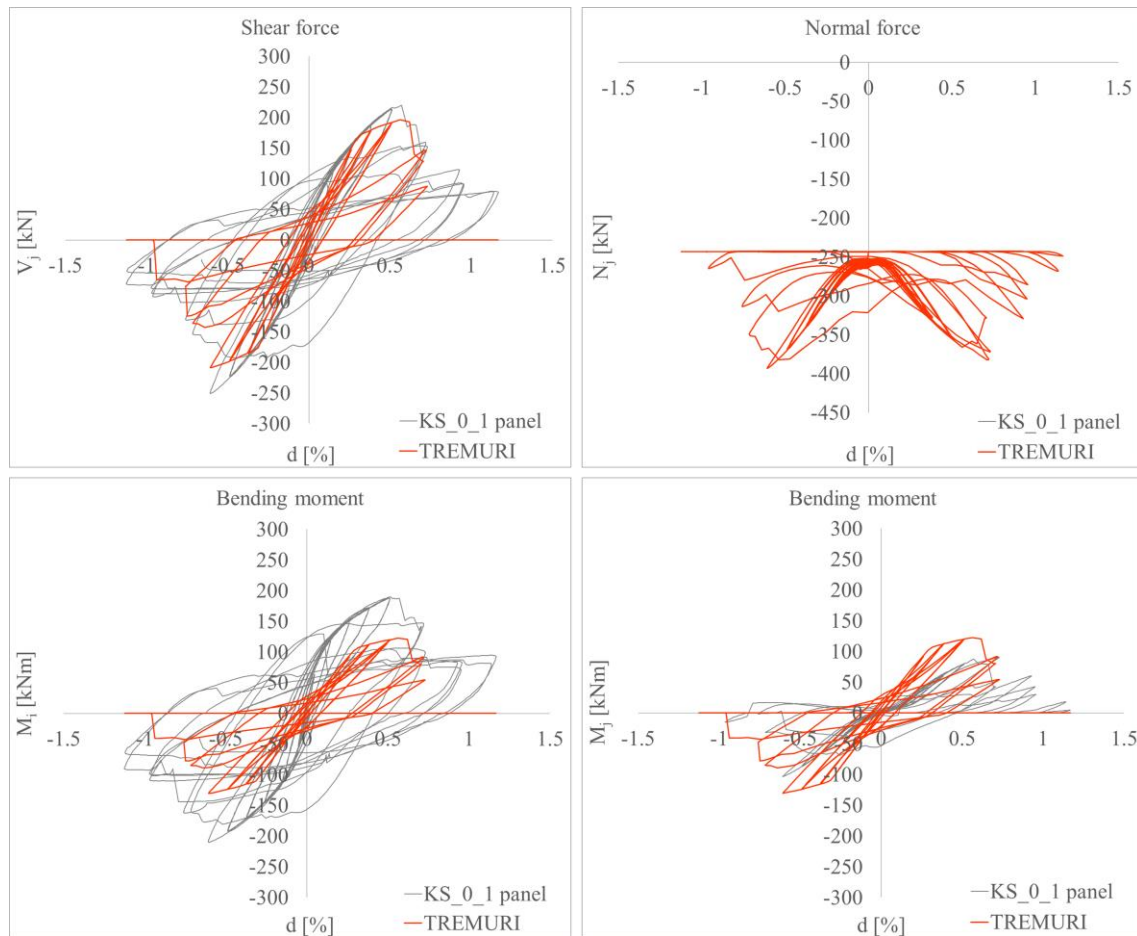 Shear force
300
250
200
150
100
50
0
-50
-100
-150
-200
-250
-300
-1.5 -1 -0.5 0 0.5 1 1.5
V_j [kN]
d [%]
KS_0_1 panel
TREMURI
Normal force
0
-50
-100
-150
-200
-250
-300
-350
-400
-450
-1.5 -1 -0.5 0 0.5 1 1.5
N_j [kN]
d [%]
KS_0_1 panel
TREMURI
Bending moment
300
250
200
150
100
50
0
-50
-100
-150
-200
-250
-300
-1.5 -1 -0.5 0 0.5 1 1.5
M_i [kNm]
d [%]
KS_0_1 panel
TREMURI
Bending moment
300
250
200
150
100
50
0
-50
-100
-150
-200
-250
-300
-1.5 -1 -0.5 0 0.5 1 1.5
M_j [kNm]
d [%]
KS_0_1 panel
TREMURI